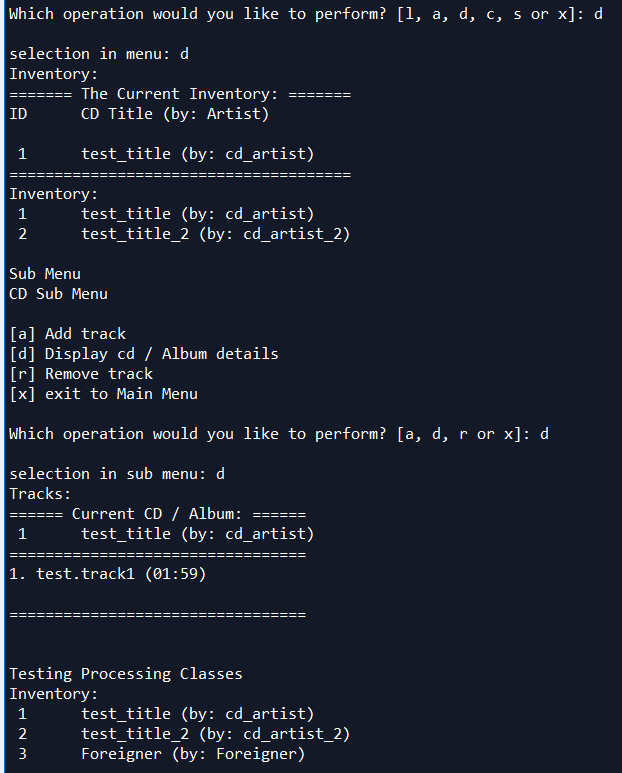 Which operation would you like to perform? [l, a, d, c, s or x]: d
selection in menu: d
Inventory:
======= The Current Inventory: =======
ID      CD Title (by: Artist)
 1      test_title (by: cd_artist)
======================================
Inventory:
 1      test_title (by: cd_artist)
 2      test_title_2 (by: cd_artist_2)
Sub Menu
CD Sub Menu
[a] Add track
[d] Display cd / Album details
[r] Remove track
[x] exit to Main Menu
Which operation would you like to perform? [a, d, r or x]: d
selection in sub menu: d
Tracks:
====== Current CD / Album: ======
 1      test_title (by: cd_artist)
=================================
1. test.track1 (01:59)
=================================
Testing Processing Classes
Inventory:
 1      test_title (by: cd_artist)
 2      test_title_2 (by: cd_artist_2)
 3      Foreigner (by: Foreigner)